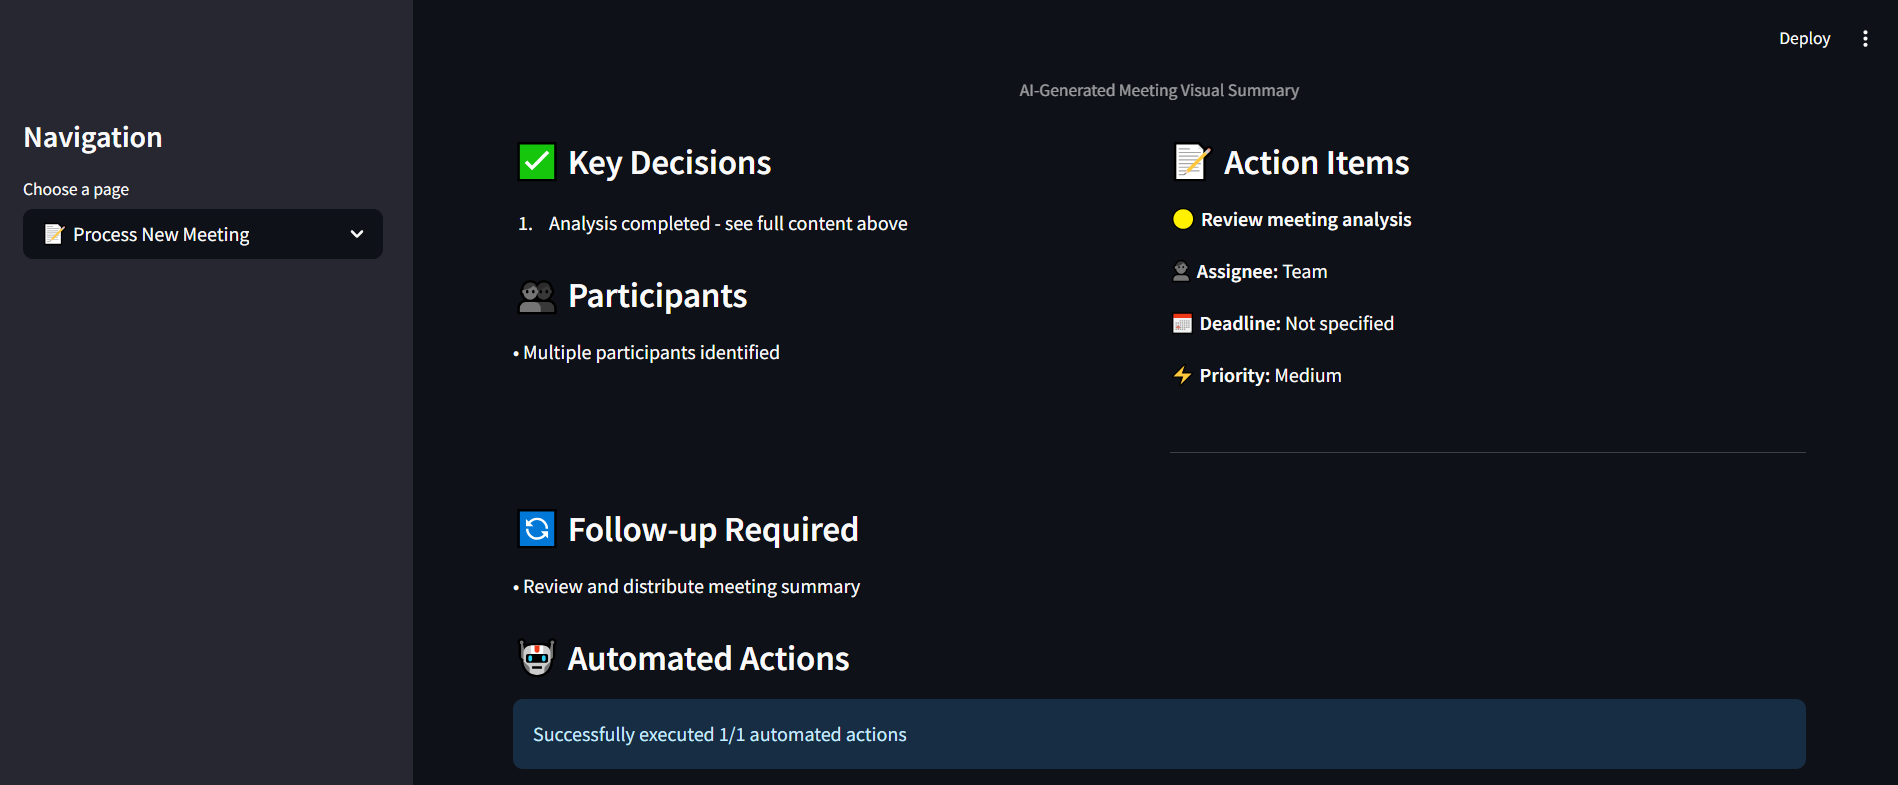 Deploy
AI-Generated Meeting Visual Summary
Navigation
Choose a page
Process New Meeting
Key Decisions
1. Analysis completed - see full content above
Participants
• Multiple participants identified
Action Items
Review meeting analysis
Assignee: Team
Deadline: Not specified
Priority: Medium
Follow-up Required
• Review and distribute meeting summary
Automated Actions
Successfully executed 1/1 automated actions